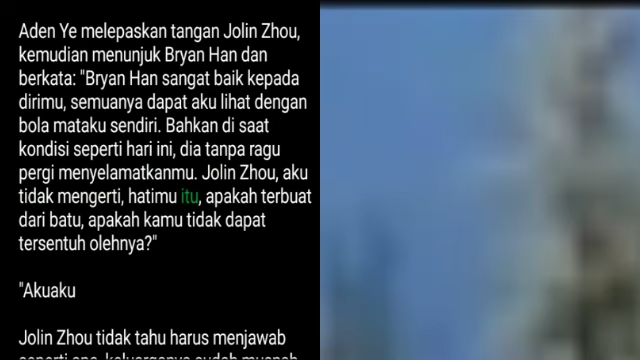 Aden Ye melepaskan tangan Jolin Zhou,
kemudian menunjuk Bryan Han dan
berkata: "Bryan Han sangat baik kepada
dirimu, semuanya dapat aku lihat dengan
bola mataku sendiri. Bahkan di saat
kondisi seperti hari ini, dia tanpa ragu
pergi menyelamatkanmu. Jolin Zhou, aku
tidak mengerti, hatimu itu, apakah terbuat
dari batu, apakah kamu tidak dapat
tersentuh olehnya?"
"Akuaku
Jolin Zhou tidak tahu harus menjawab